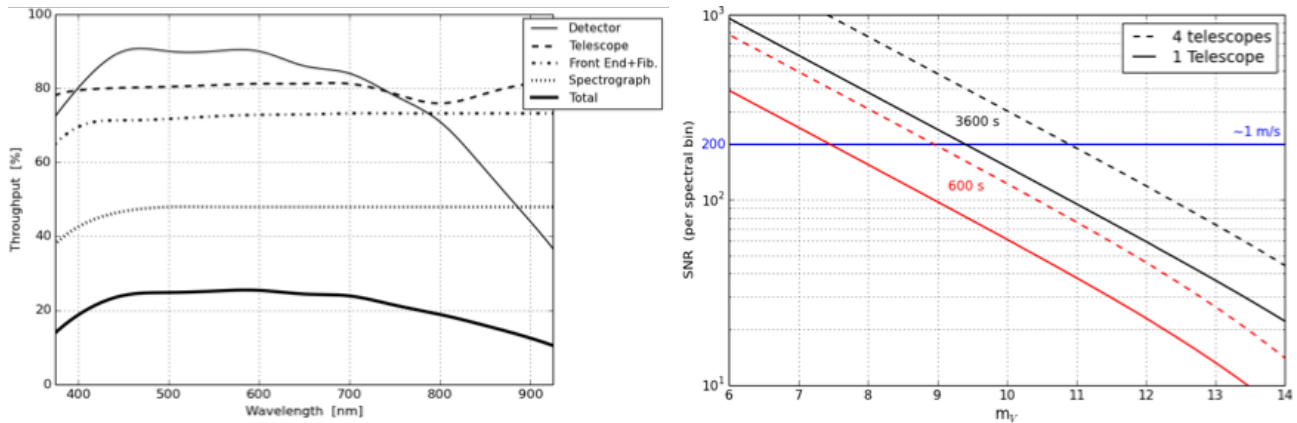 100
80
60
40
20
0
Throughput [%]
400 500 600 700 800 900
Wavelength [nm]
Detector
Telescope
Front End+Fib.
Spectrograph
Total
10³
200
10²
10¹
SNR (per spectral bin)
6 7 8 9 10 11 12 13 14
m_V
4 telescopes
1 Telescope
3600 s
~1 m/s
600 s